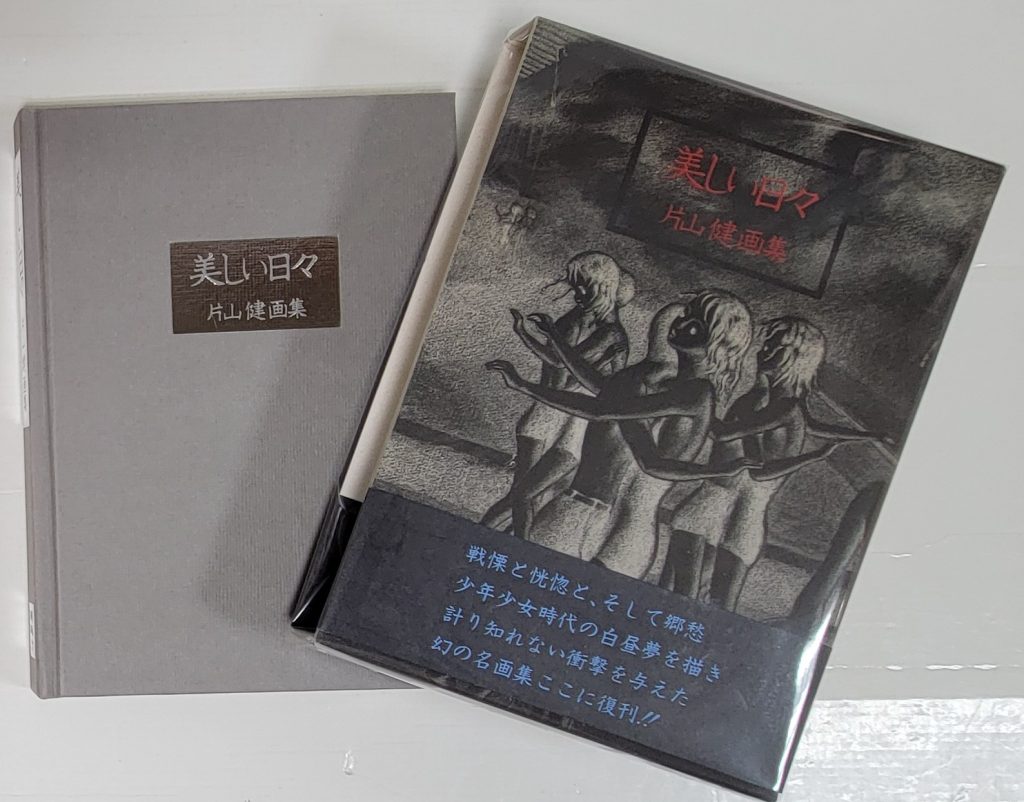 美しい日々
片山健画集
美しい日々
片山健画集
戦慄と恍惚と、そして郷愁
少年少女時代の白昼夢を描き
計り知れない衝撃を与えた
幻の名画集ここに復刊!!